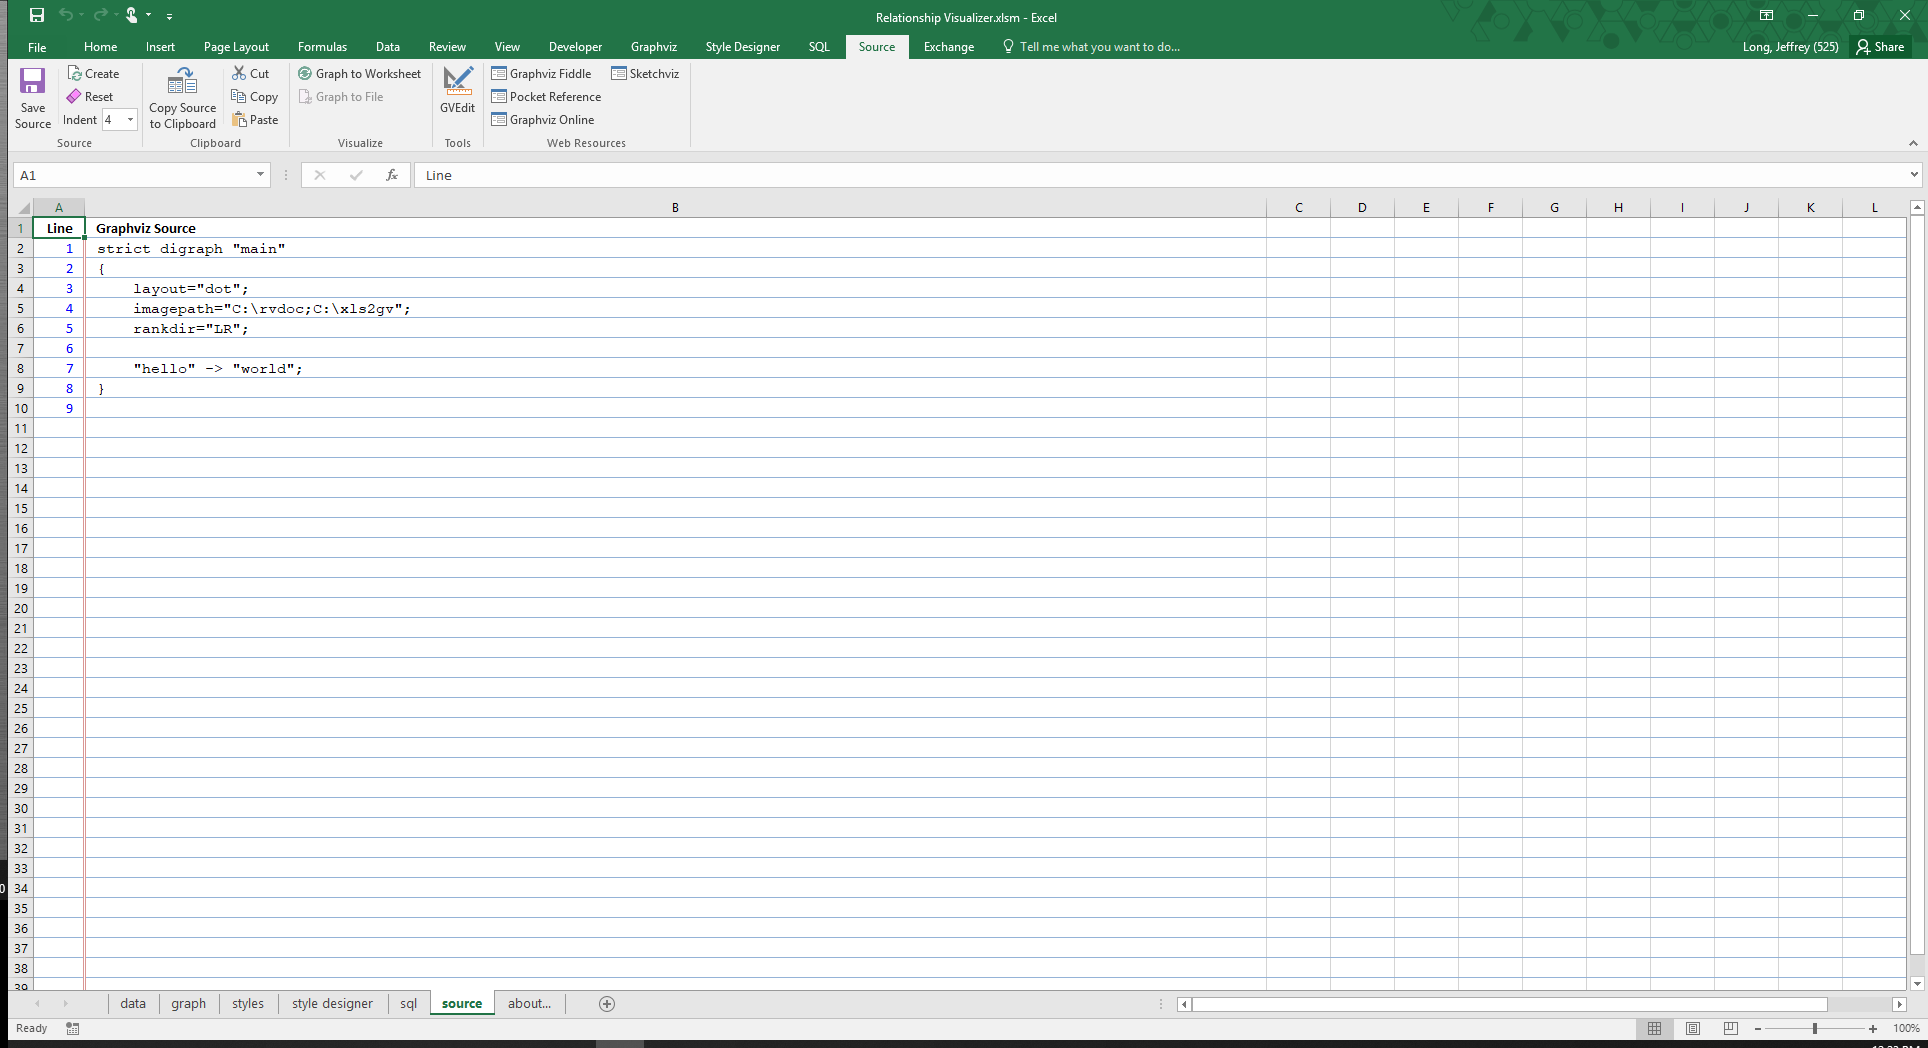 Relationship Visualizer.xlsm - Excel
File Home Insert Page Layout Formulas Data Review View Developer Graphviz Style Designer SQL Source Exchange Tell me what you want to do... Long, Jeffrey (525) Share
Save Source
Create
Reset
Indent 4
Source
Copy Source to Clipboard
Cut
Copy
Paste
Clipboard
Graph to Worksheet
Graph to File
Visualize
GVEdit
Tools
Graphviz Fiddle
Sketchviz
Pocket Reference
Graphviz Online
Web Resources
A1 fx Line
A B C D E F G H I J K L
1 Line Graphviz Source
2 1 strict digraph "main"
3 2 {
4 3 layout="dot";
5 4 imagepath="C:\rvdoc;C:\xls2gv";
6 5 rankdir="LR";
7 6
8 7 "hello" -> "world";
9 8 }
10 9
11
12
13
14
15
16
17
18
19
20
21
22
23
24
25
26
27
28
29
30
31
32
33
0 34
35
36
37
38
39
data graph styles style designer sql source about...
Ready 100%